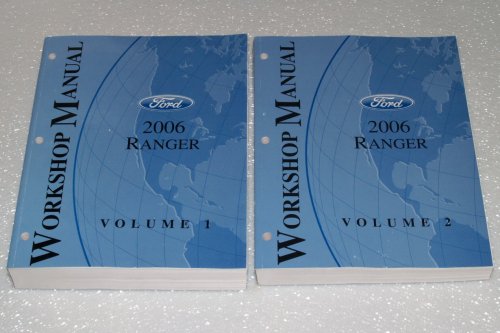 WORKSHOP MANUAL
Ford
2006
RANGER
VOLUME 1
WORKSHOP MANUAL
Ford
2006
RANGER
VOLUME 2